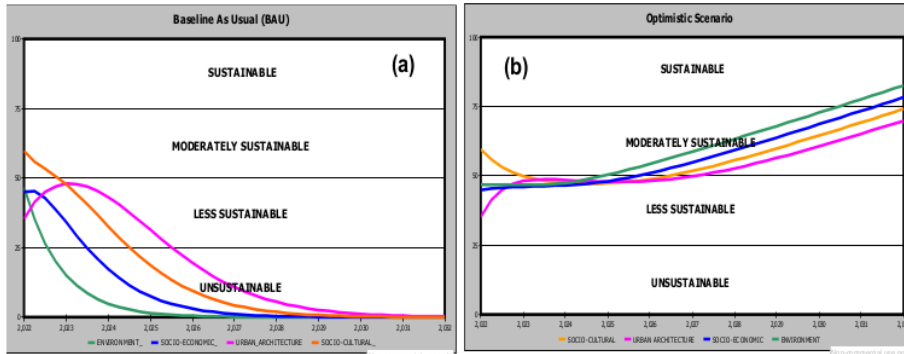 Baseline As Usual (BAU)
100
(a)
SUSTAINABLE
75
MODERATELY SUSTAINABLE
50
LESS SUSTAINABLE
25
UNSUSTAINABLE
0
2,022 2,023 2,024 2,025 2,026 2,027 2,028 2,029 2,030 2,031 2,032
ENVIRONMENT_ SOCIO-ECONOMIC_ URBAN_ARCHITECTURE SOCIO-CULTURAL_
Optimistic Scenario
100
(b)
SUSTAINABLE
75
MODERATELY SUSTAINABLE
50
LESS SUSTAINABLE
25
UNSUSTAINABLE
0
2,022 2,023 2,024 2,025 2,026 2,027 2,028 2,029 2,030 2,031
SOCIO-CULTURAL URBAN ARCHITECTURE SOCIO-ECONOMIC ENVIRONMENT